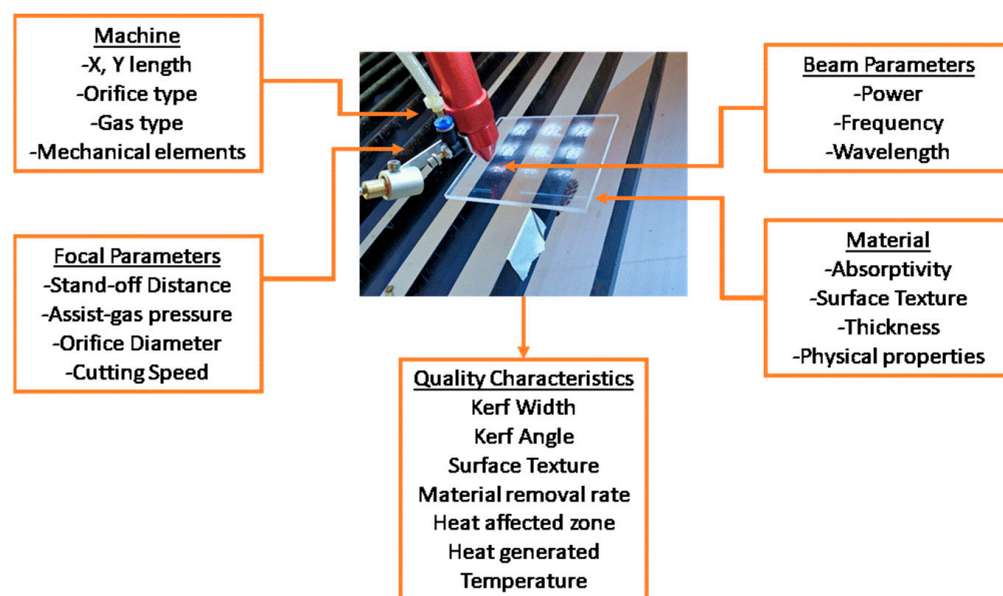 Machine
-X, Y length
-Orifice type
-Gas type
-Mechanical elements
Focal Parameters
-Stand-off Distance
-Assist-gas pressure
-Orifice Diameter
-Cutting Speed
Beam Parameters
-Power
-Frequency
-Wavelength
Material
-Absorptivity
-Surface Texture
-Thickness
-Physical properties
Quality Characteristics
Kerf Width
Kerf Angle
Surface Texture
Material removal rate
Heat affected zone
Heat generated
Temperature